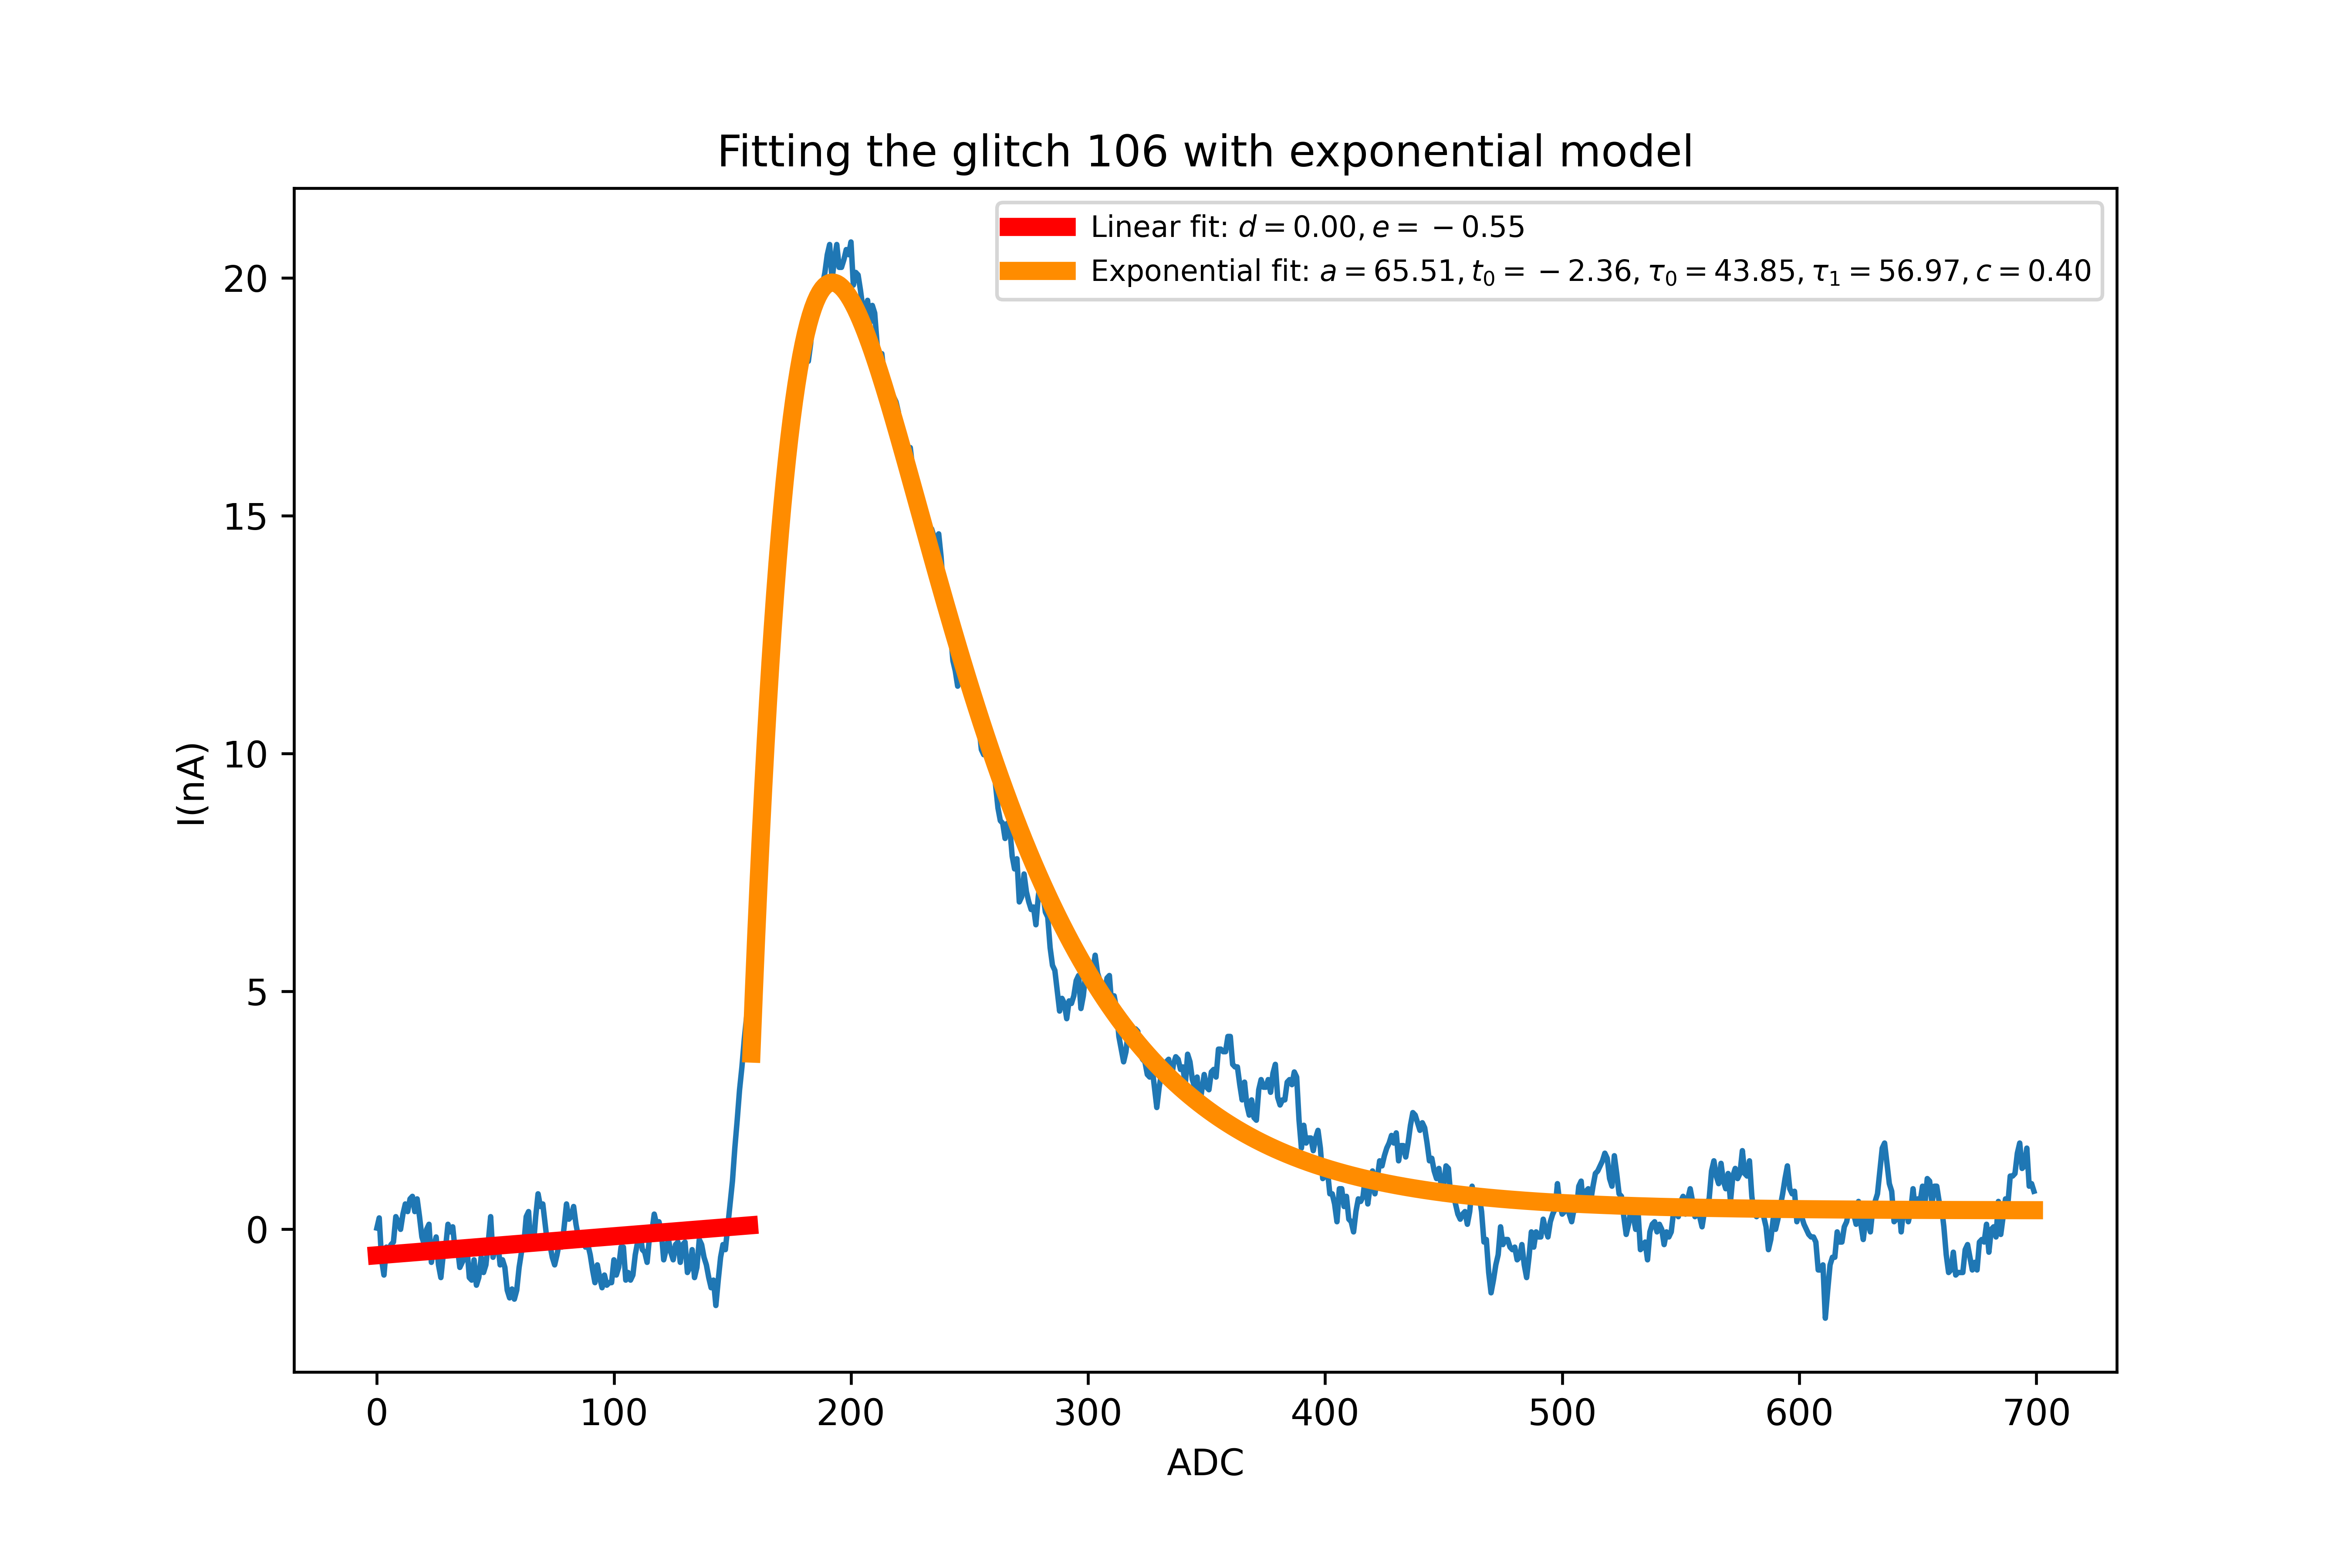 Fitting the glitch 106 with exponential model
Linear fit: d = 0.00, e = −0.55
Exponential fit: a = 65.51, t₀ = −2.36, τ₀ = 43.85, τ₁ = 56.97, c = 0.40
20
15
10
5
0
I(nA)
0 100 200 300 400 500 600 700
ADC